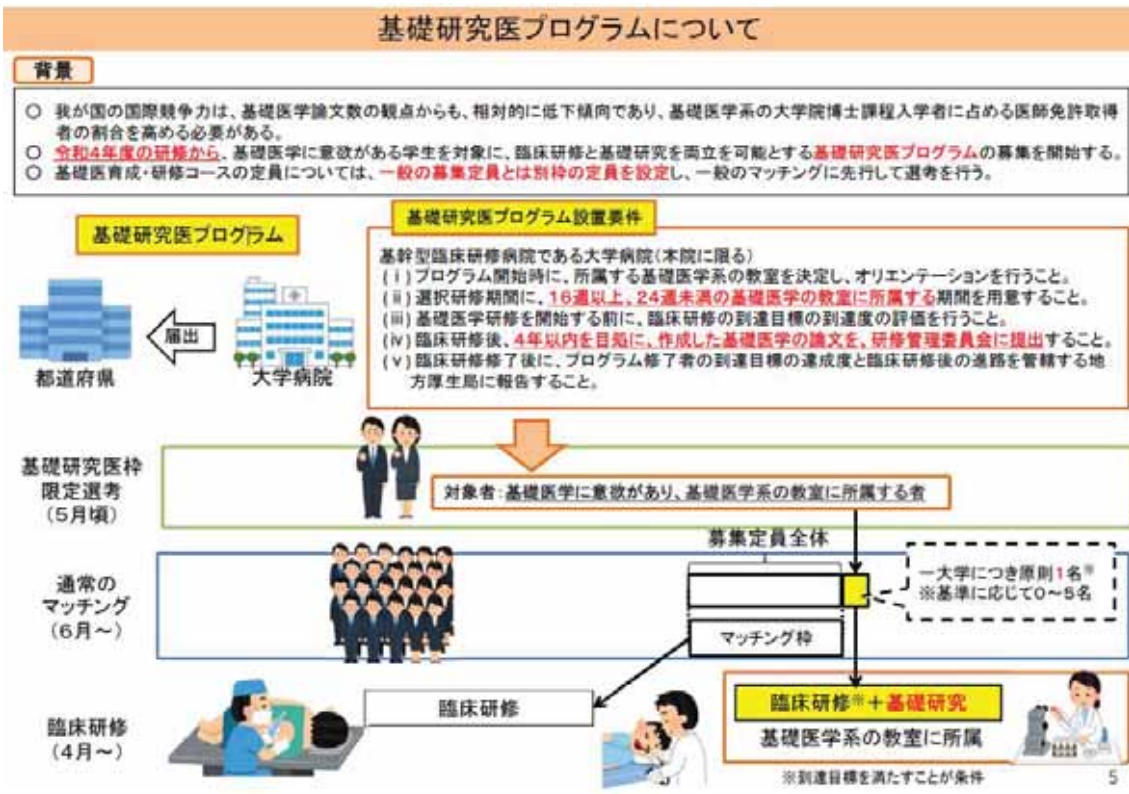 基礎研究医プログラムについて
背景
○ 我が国の国際競争力は、基礎医学論文数の観点からも、相対的に低下傾向であり、基礎医学系の大学院博士課程入学者に占める医師免許取得
者の割合を高める必要がある。
○ 令和4年度の研修から、基礎医学に意欲がある学生を対象に、臨床研修と基礎研究を両立を可能とする基礎研究医プログラムの募集を開始する。
○ 基礎医育成・研修コースの定員については、一般の募集定員とは別枠の定員を設定し、一般のマッチングに先行して選考を行う。
基礎研究医プログラム
都道府県
届出
大学病院
基礎研究医プログラム設置要件
基幹型臨床研修病院である大学病院(本院に限る)
(ⅰ)プログラム開始時に、所属する基礎医学系の教室を決定し、オリエンテーションを行うこと。
(ⅱ)選択研修期間に、16週以上、24週未満の基礎医学の教室に所属する期間を用意すること。
(ⅲ)基礎医学研修を開始する前に、臨床研修の到達目標の到達度の評価を行うこと。
(ⅳ)臨床研修後、4年以内を目処に、作成した基礎医学の論文を、研修管理委員会に提出すること。
(ⅴ)臨床研修修了後に、プログラム修了者の到達目標の達成度と臨床研修後の進路を管轄する地
方厚生局に報告すること。
基礎研究医枠
限定選考
(5月頃)
対象者:基礎医学に意欲があり、基礎医学系の教室に所属する者
通常の
マッチング
(6月~)
募集定員全体
マッチング枠
一大学につき原則1名※
※基準に応じて0~5名
臨床研修
(4月~)
臨床研修
臨床研修※+基礎研究
基礎医学系の教室に所属
※到達目標を満たすことが条件
5